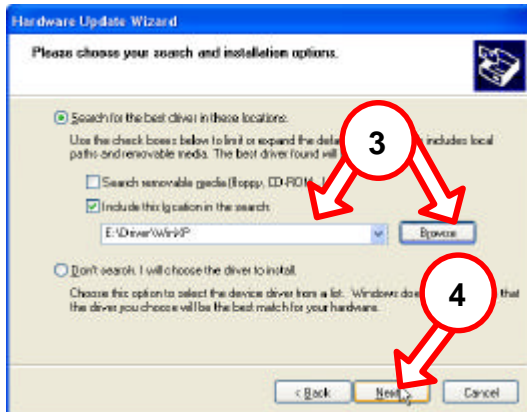 Hardware Update Wizard
Please choose your search and installation options.
Search for the best driver in these locations.
Use the check boxes below to limit or expand the includes local
paths and removable media. The best driver found will
3
Search removable media (floppy, CD-ROM
Include this location in the search:
E:\Driver\WinXP
Browse
Don't search. I will choose the driver to install.
Choose this option to select the device driver from a list. Windows that
the driver you choose will be the best match for your hardware.
4
< Back
Cancel